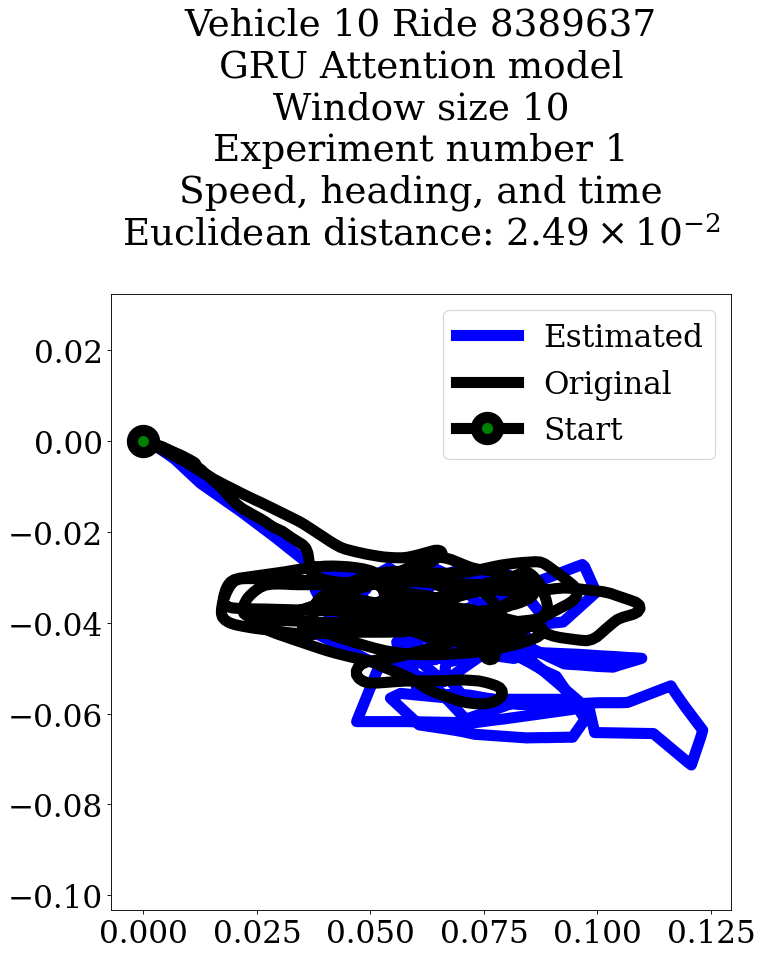 Vehicle 10 Ride 8389637
GRU Attention model
Window size 10
Experiment number 1
Speed, heading, and time
Euclidean distance: 2.49 × 10⁻²
Estimated
Original
Start
0.02
0.00
−0.02
−0.04
−0.06
−0.08
−0.10
0.000 0.025 0.050 0.075 0.100 0.125